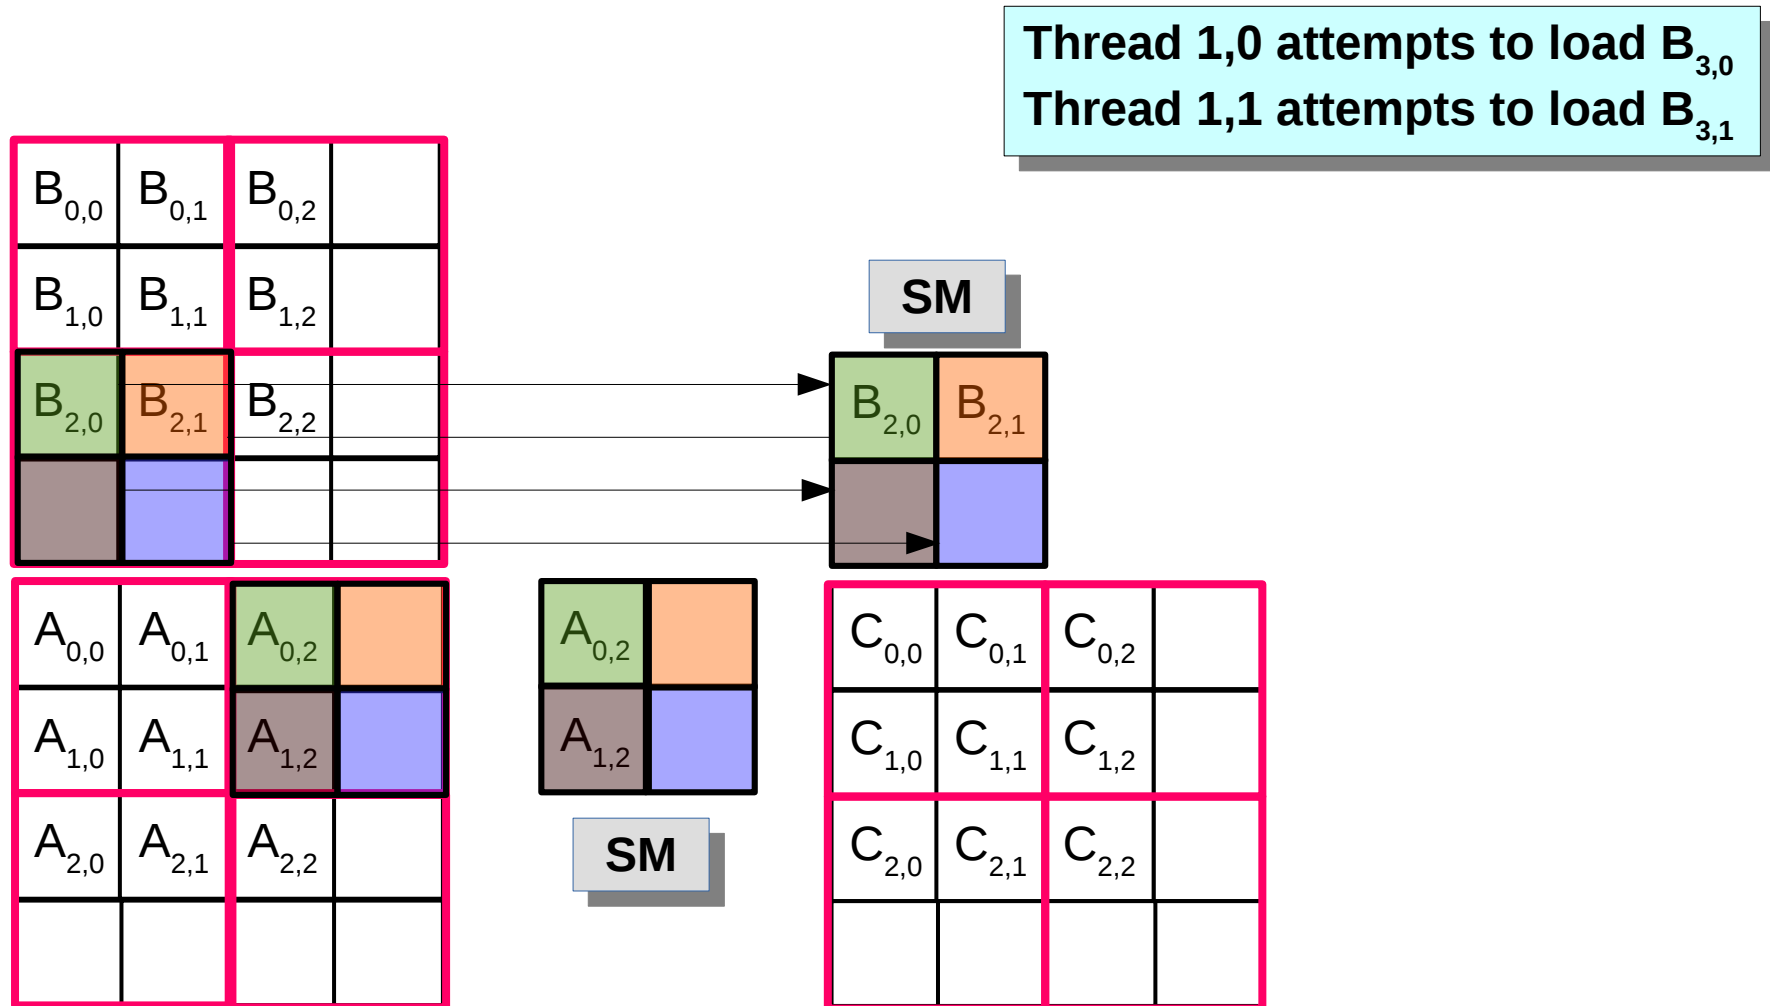 Thread 1,0 attempts to load B3,0
Thread 1,1 attempts to load B3,1
B0,0 B0,1 B0,2
B1,0 B1,1 B1,2
SM
B2,0 B2,1 B2,2
B2,0 B2,1
A0,0 A0,1 A0,2
A1,0 A1,1 A1,2
A2,0 A2,1 A2,2
A0,2
A1,2
SM
C0,0 C0,1 C0,2
C1,0 C1,1 C1,2
C2,0 C2,1 C2,2